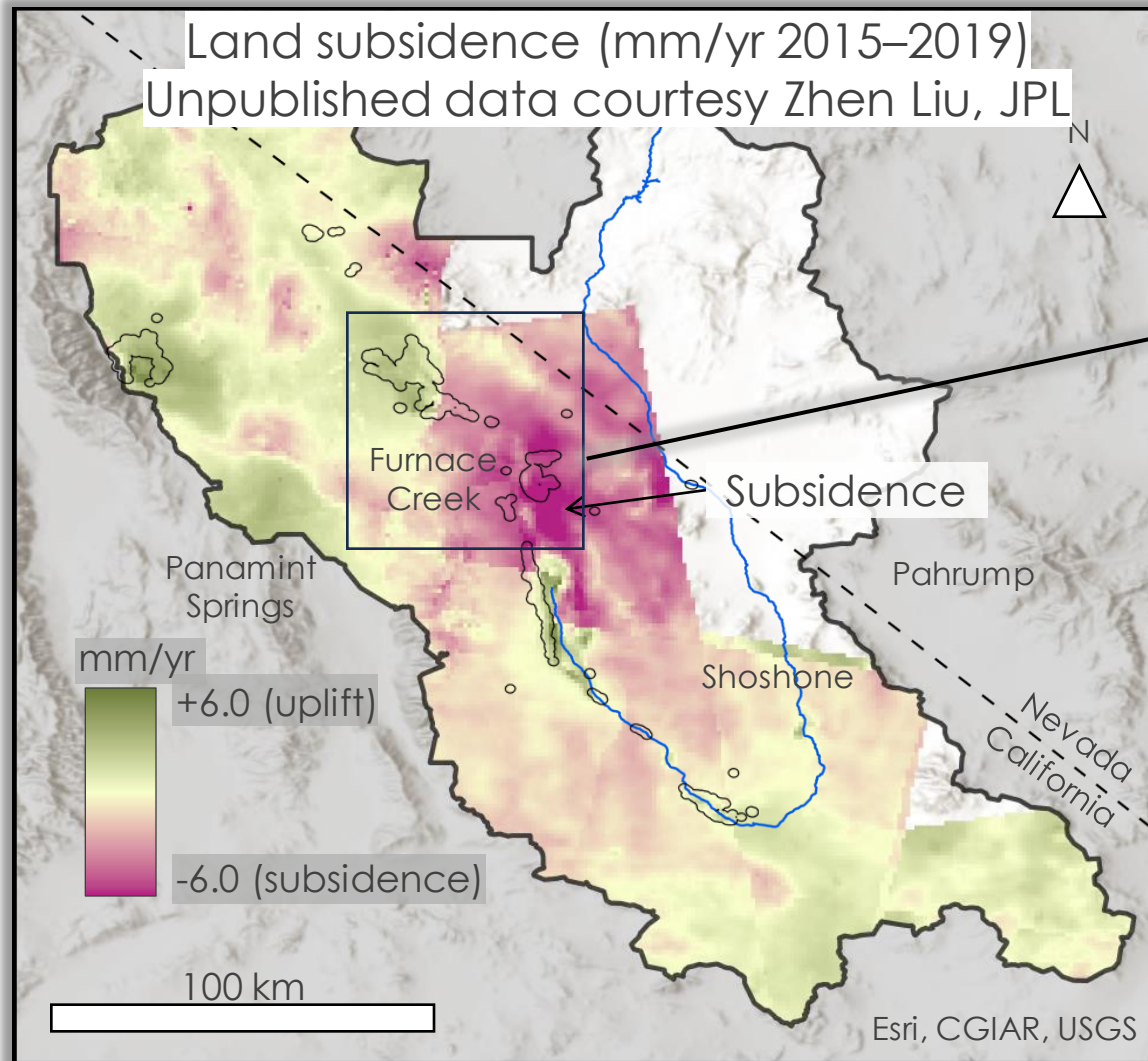 Land subsidence (mm/yr 2015–2019)
Unpublished data courtesy Zhen Liu, JPL
N
Furnace
Creek
Subsidence
Panamint
Springs
Pahrump
mm/yr
+6.0 (uplift)
Shoshone
Nevada
California
-6.0 (subsidence)
100 km
Esri, CGIAR, USGS